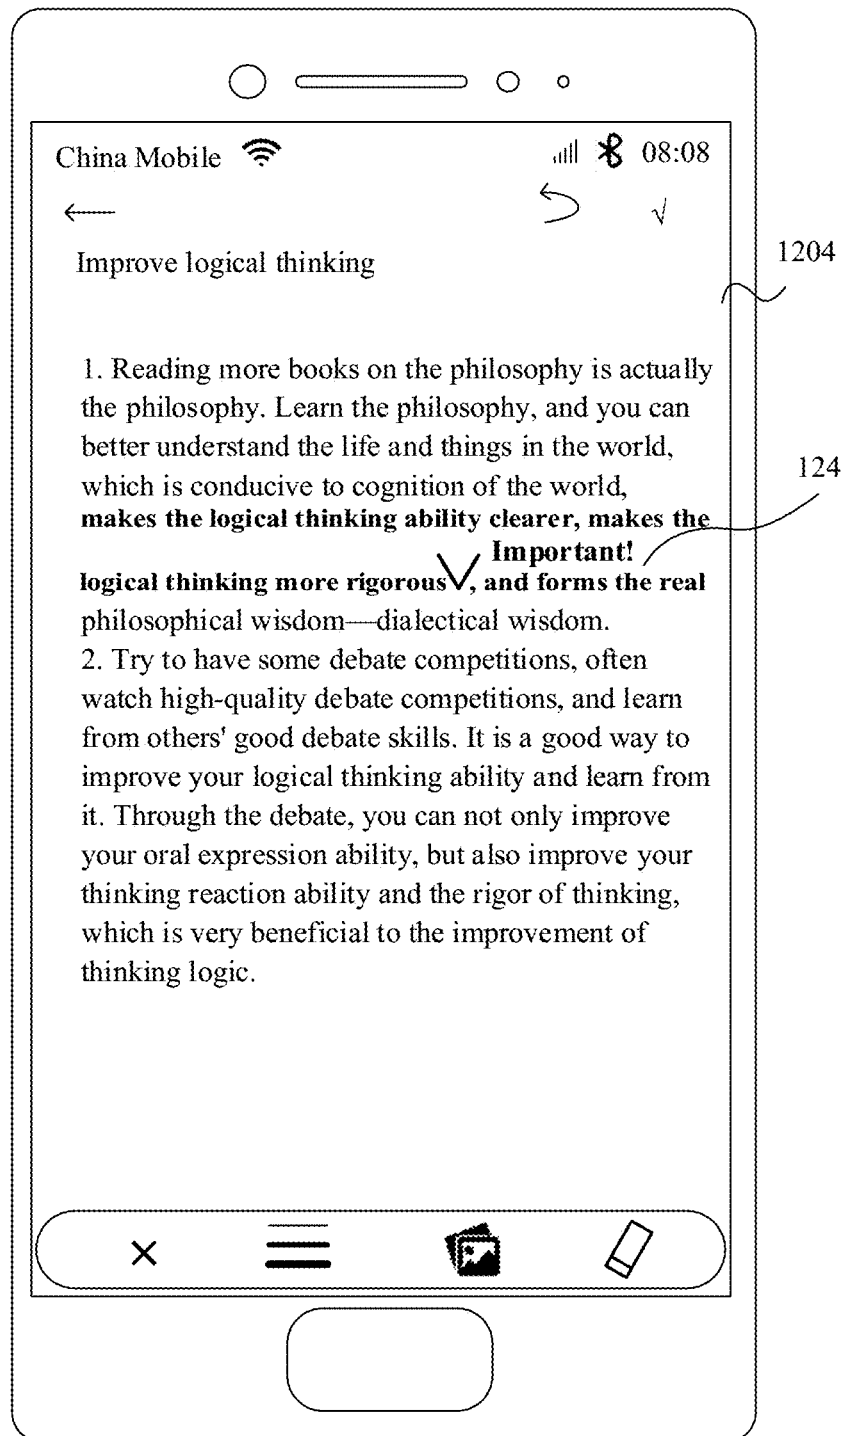 China Mobile 08:08
Improve logical thinking
1204
1. Reading more books on the philosophy is actually
the philosophy. Learn the philosophy, and you can
better understand the life and things in the world,
124
which is conducive to cognition of the world,
makes the logical thinking ability clearer, makes the
Important!
logical thinking more rigorous, and forms the real
philosophical wisdom—dialectical wisdom.
2. Try to have some debate competitions, often
watch high-quality debate competitions, and learn
from others' good debate skills. It is a good way to
improve your logical thinking ability and learn from
it. Through the debate, you can not only improve
your oral expression ability, but also improve your
thinking reaction ability and the rigor of thinking,
which is very beneficial to the improvement of
thinking logic.